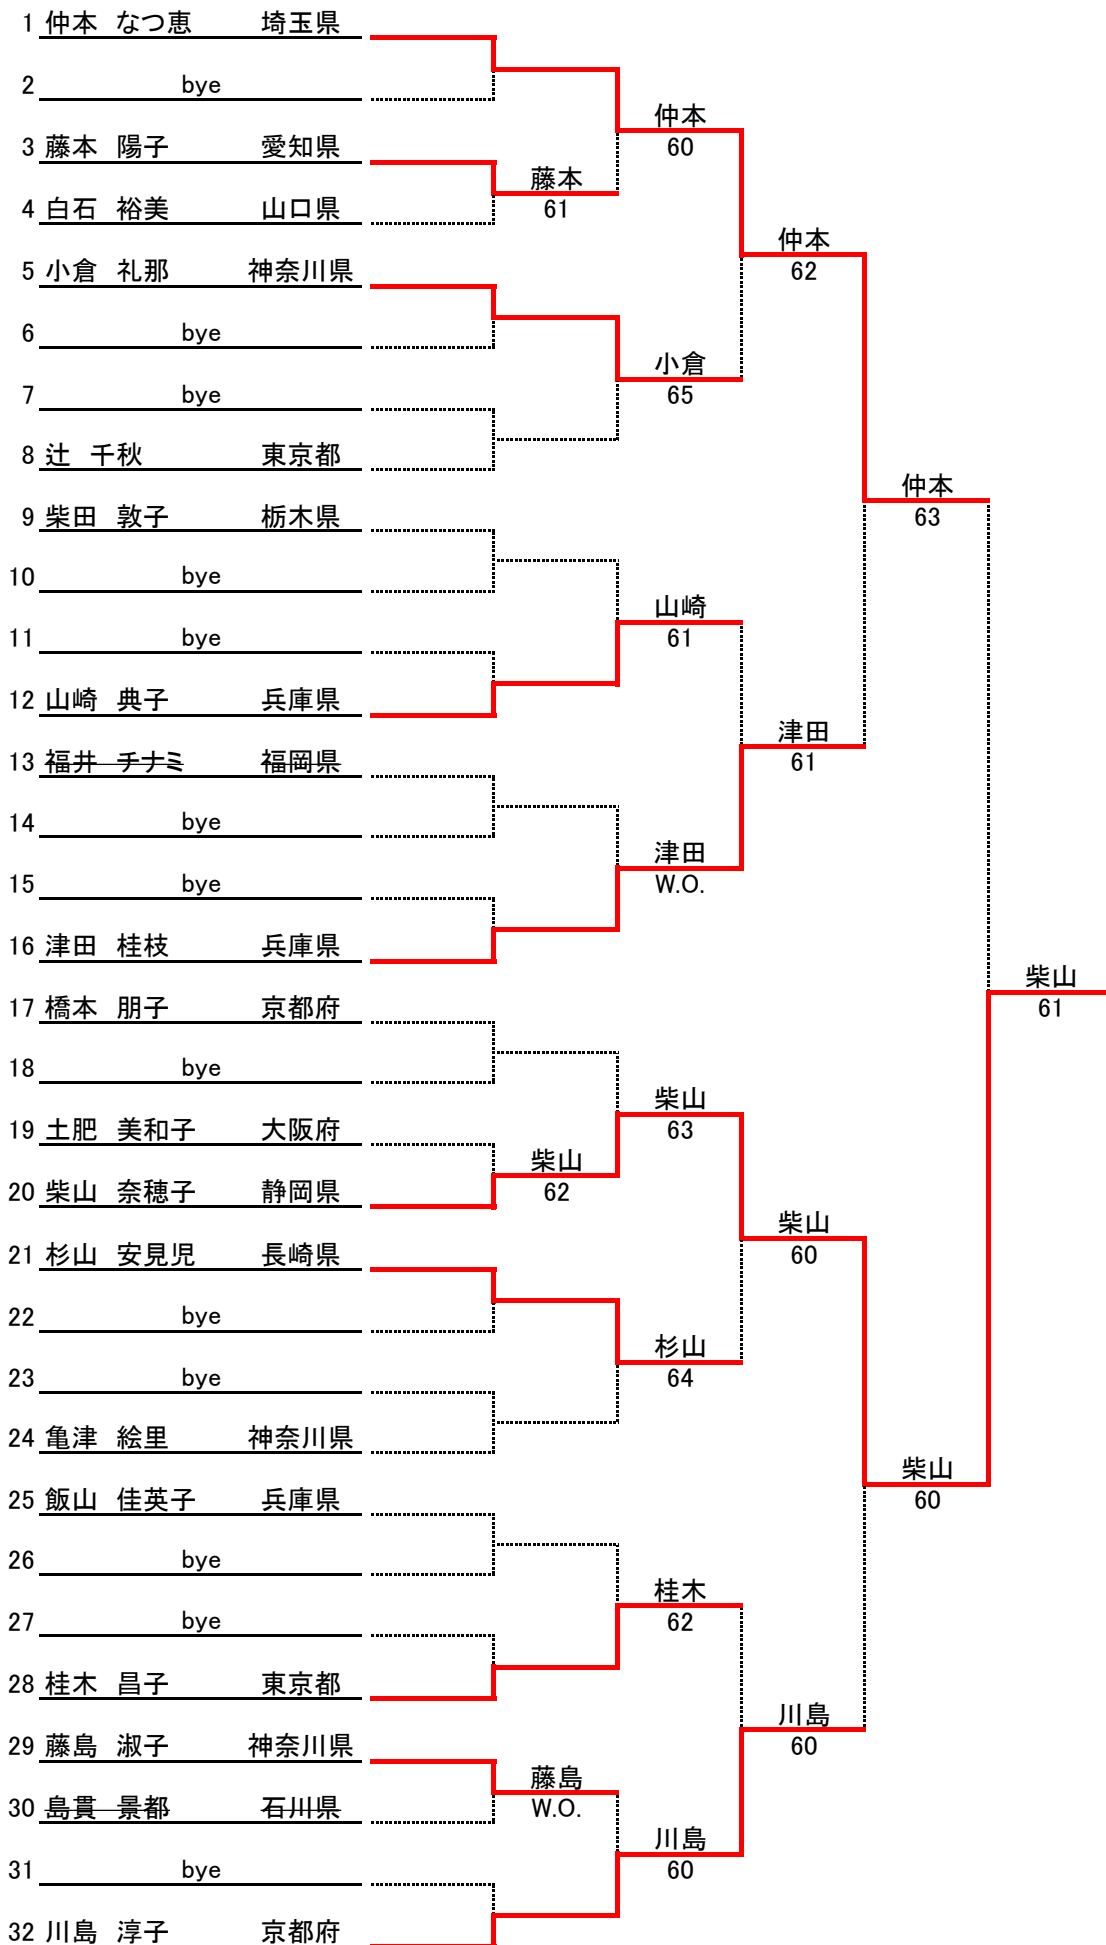 1 仲本 なつ恵 埼玉県
2 bye
仲本
60
3 藤本 陽子 愛知県
藤本
61
4 白石 裕美 山口県
仲本
62
5 小倉 礼那 神奈川県
6 bye
小倉
65
7 bye
8 辻 千秋 東京都
仲本
63
9 柴田 敦子 栃木県
10 bye
山崎
61
11 bye
12 山崎 典子 兵庫県
津田
61
13 福井 チナミ 福岡県
14 bye
津田
W.O.
15 bye
16 津田 桂枝 兵庫県
柴山
61
17 橋本 朋子 京都府
18 bye
柴山
63
19 土肥 美和子 大阪府
柴山
62
20 柴山 奈穂子 静岡県
柴山
60
21 杉山 安見児 長崎県
22 bye
杉山
64
23 bye
24 亀津 絵里 神奈川県
柴山
60
25 飯山 佳英子 兵庫県
26 bye
桂木
62
27 bye
28 桂木 昌子 東京都
川島
60
29 藤島 淑子 神奈川県
藤島
W.O.
30 島貫 景都 石川県
川島
60
31 bye
32 川島 淳子 京都府